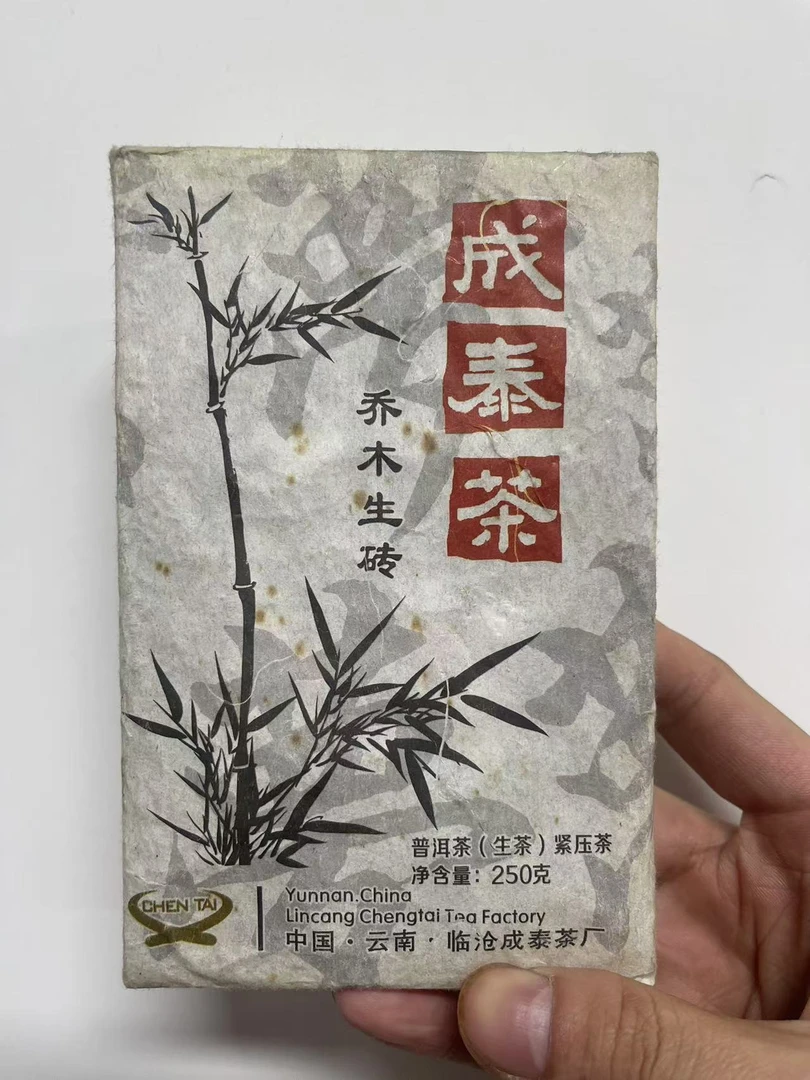 成泰茶
乔木生砖
普洱茶（生茶）紧压茶
净含量：250克
CHEN TAI
Yunnan.China
Lincang Chengtai Tea Factory
中国·云南·临沧成泰茶厂